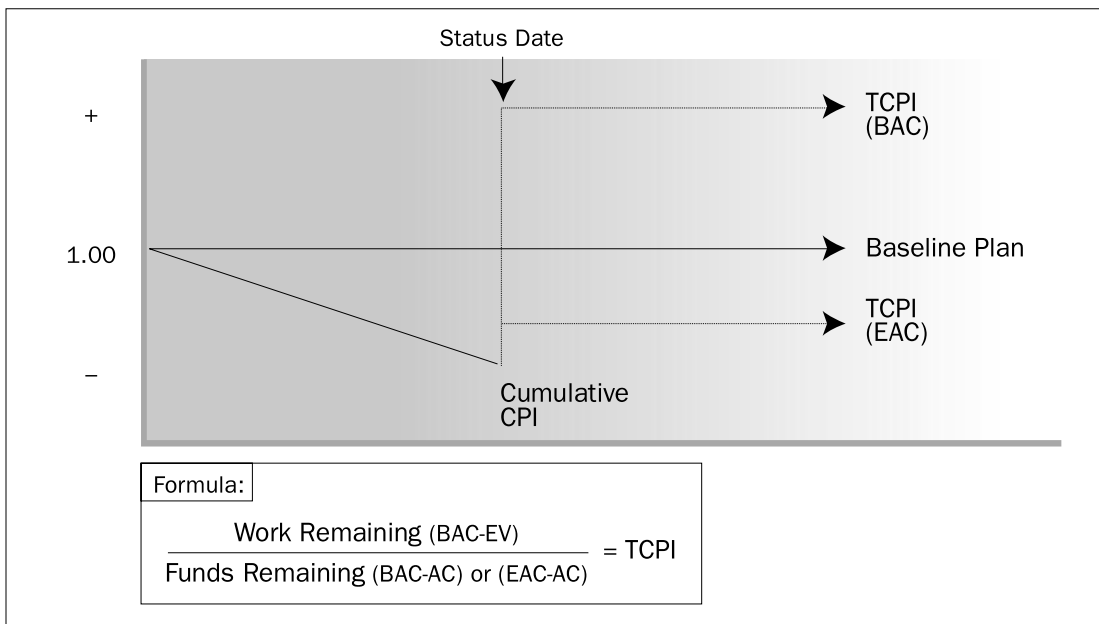 Status Date
+
TCPI
(BAC)
1.00
Baseline Plan
TCPI
(EAC)
–
Cumulative
CPI
Formula:
Work Remaining (BAC-EV)
Funds Remaining (BAC-AC) or (EAC-AC)
= TCPI